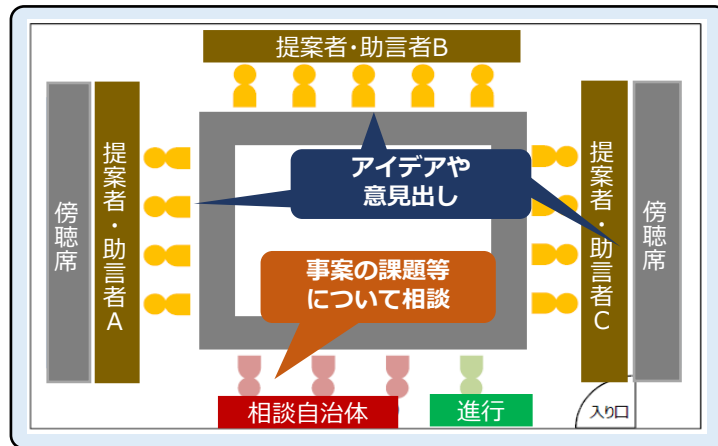 提案者・助言者B
傍聴席
提案者・助言者A
アイデアや
意見出し
提案者・助言者C
傍聴席
事案の課題等
について相談
相談自治体
進行
入り口